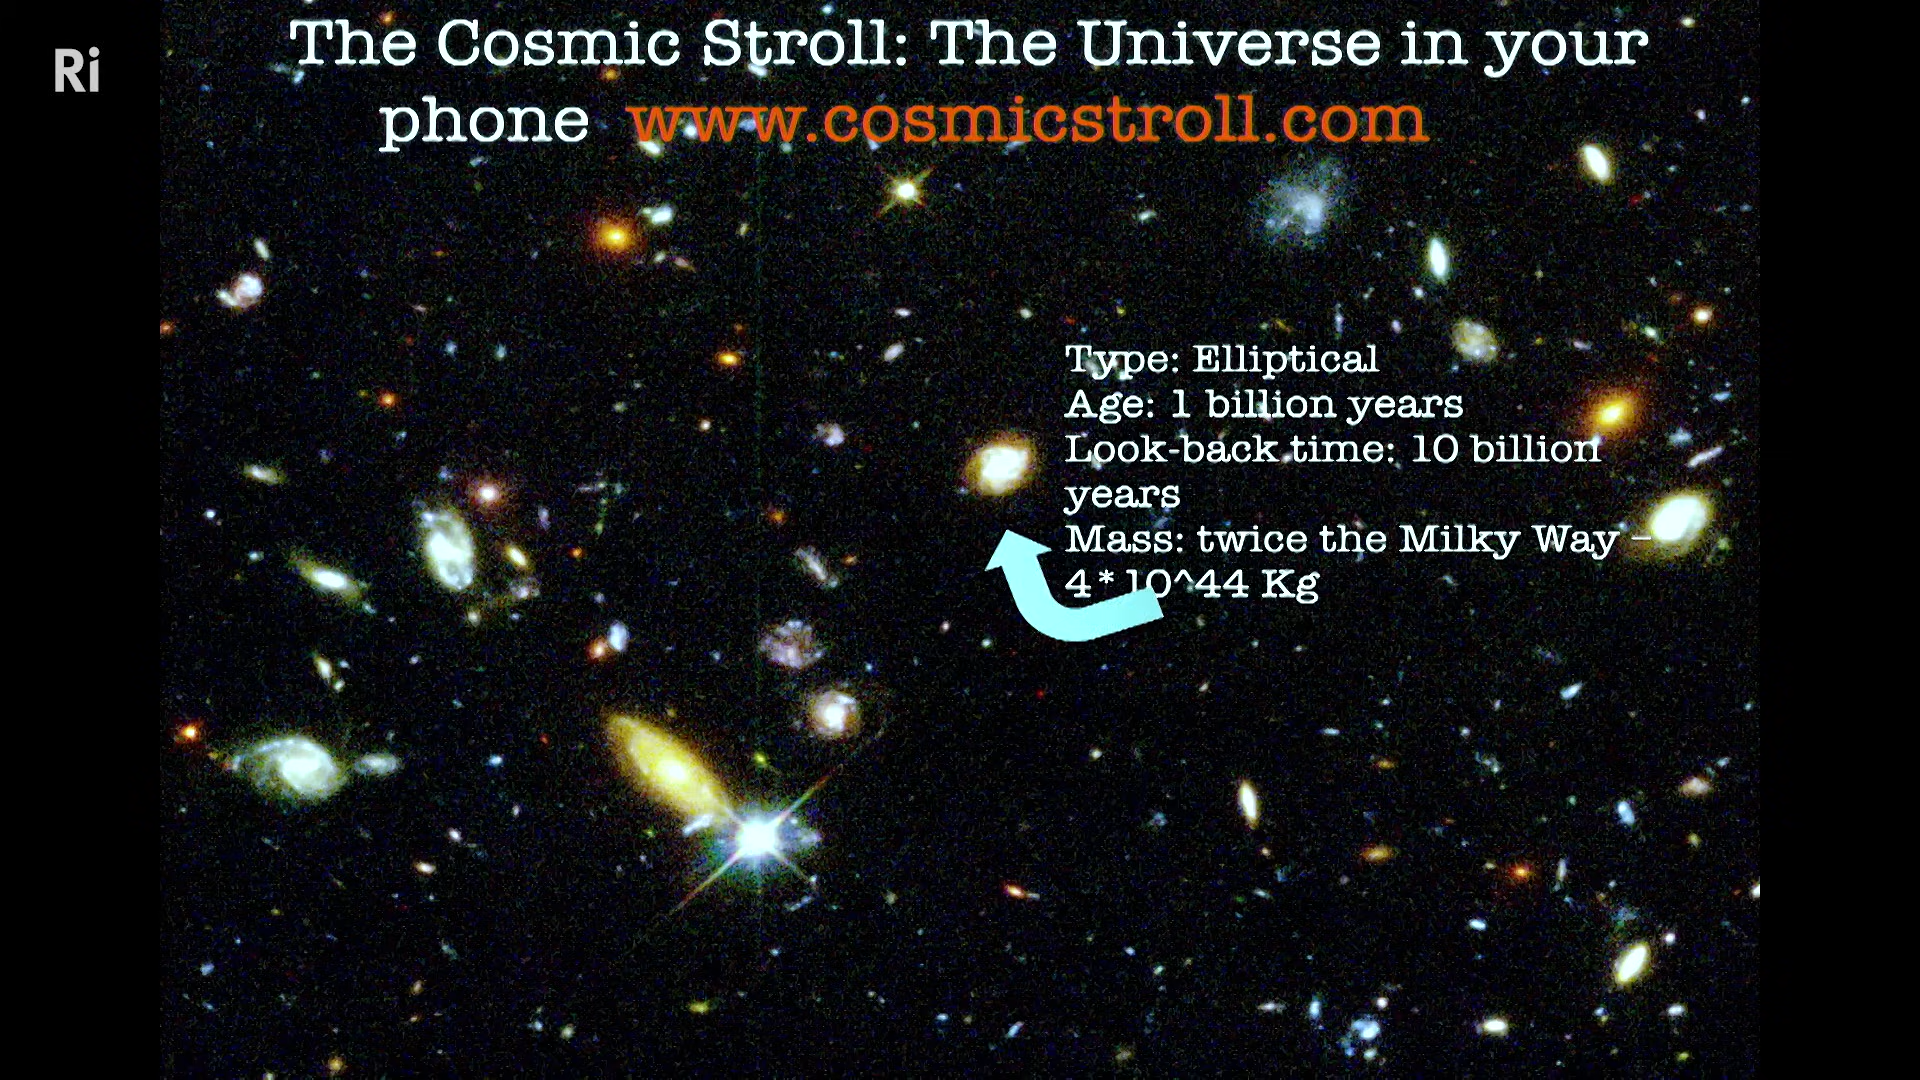 Ri
The Cosmic Stroll: The Universe in your
phone www.cosmicstroll.com
Type: Elliptical
Age: 1 billion years
Look-back time: 10 billion
years
Mass: twice the Milky Way –
4*10^44 Kg